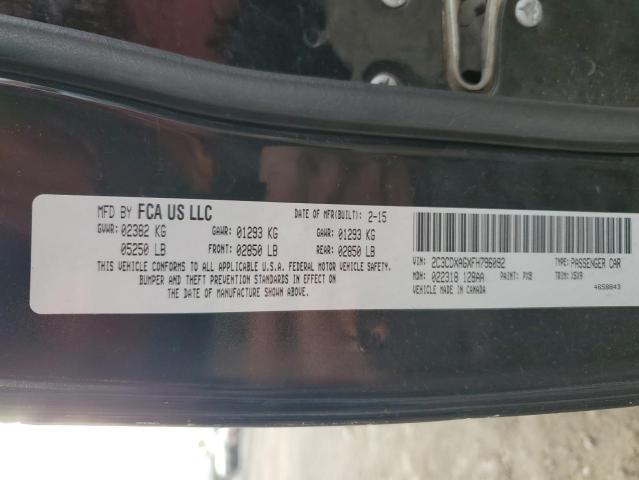 MFD BY FCA US LLC DATE OF MFR(BUILT): 2-15
GVWR: 02382 KG GAWR: 01293 KG GAWR: 01293 KG
05250 LB FRONT: 02850 LB REAR: 02850 LB
THIS VEHICLE CONFORMS TO ALL APPLICABLE U.S.A. FEDERAL MOTOR VEHICLE SAFETY,
BUMPER AND THEFT PREVENTION STANDARDS IN EFFECT ON
THE DATE OF MANUFACTURE SHOWN ABOVE.
VIN: 2C3CDXAGXFH796092 TYPE: PASSENGER CAR
MDH: 022318 128AA PAINT: PX8 TRIM: X5X9
VEHICLE MADE IN CANADA 4658843